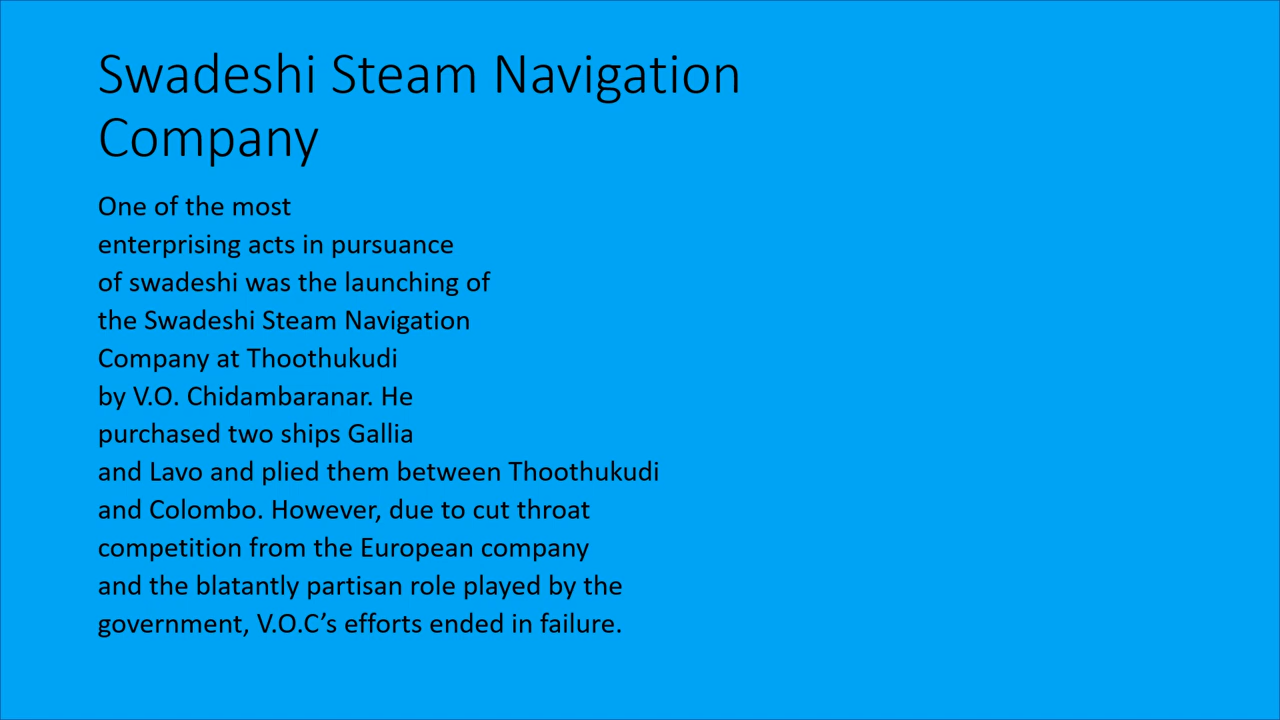 Swadeshi Steam Navigation
Company
One of the most
enterprising acts in pursuance
of swadeshi was the launching of
the Swadeshi Steam Navigation
Company at Thoothukudi
by V.O. Chidambaranar. He
purchased two ships Gallia
and Lavo and plied them between Thoothukudi
and Colombo. However, due to cut throat
competition from the European company
and the blatantly partisan role played by the
government, V.O.C’s efforts ended in failure.